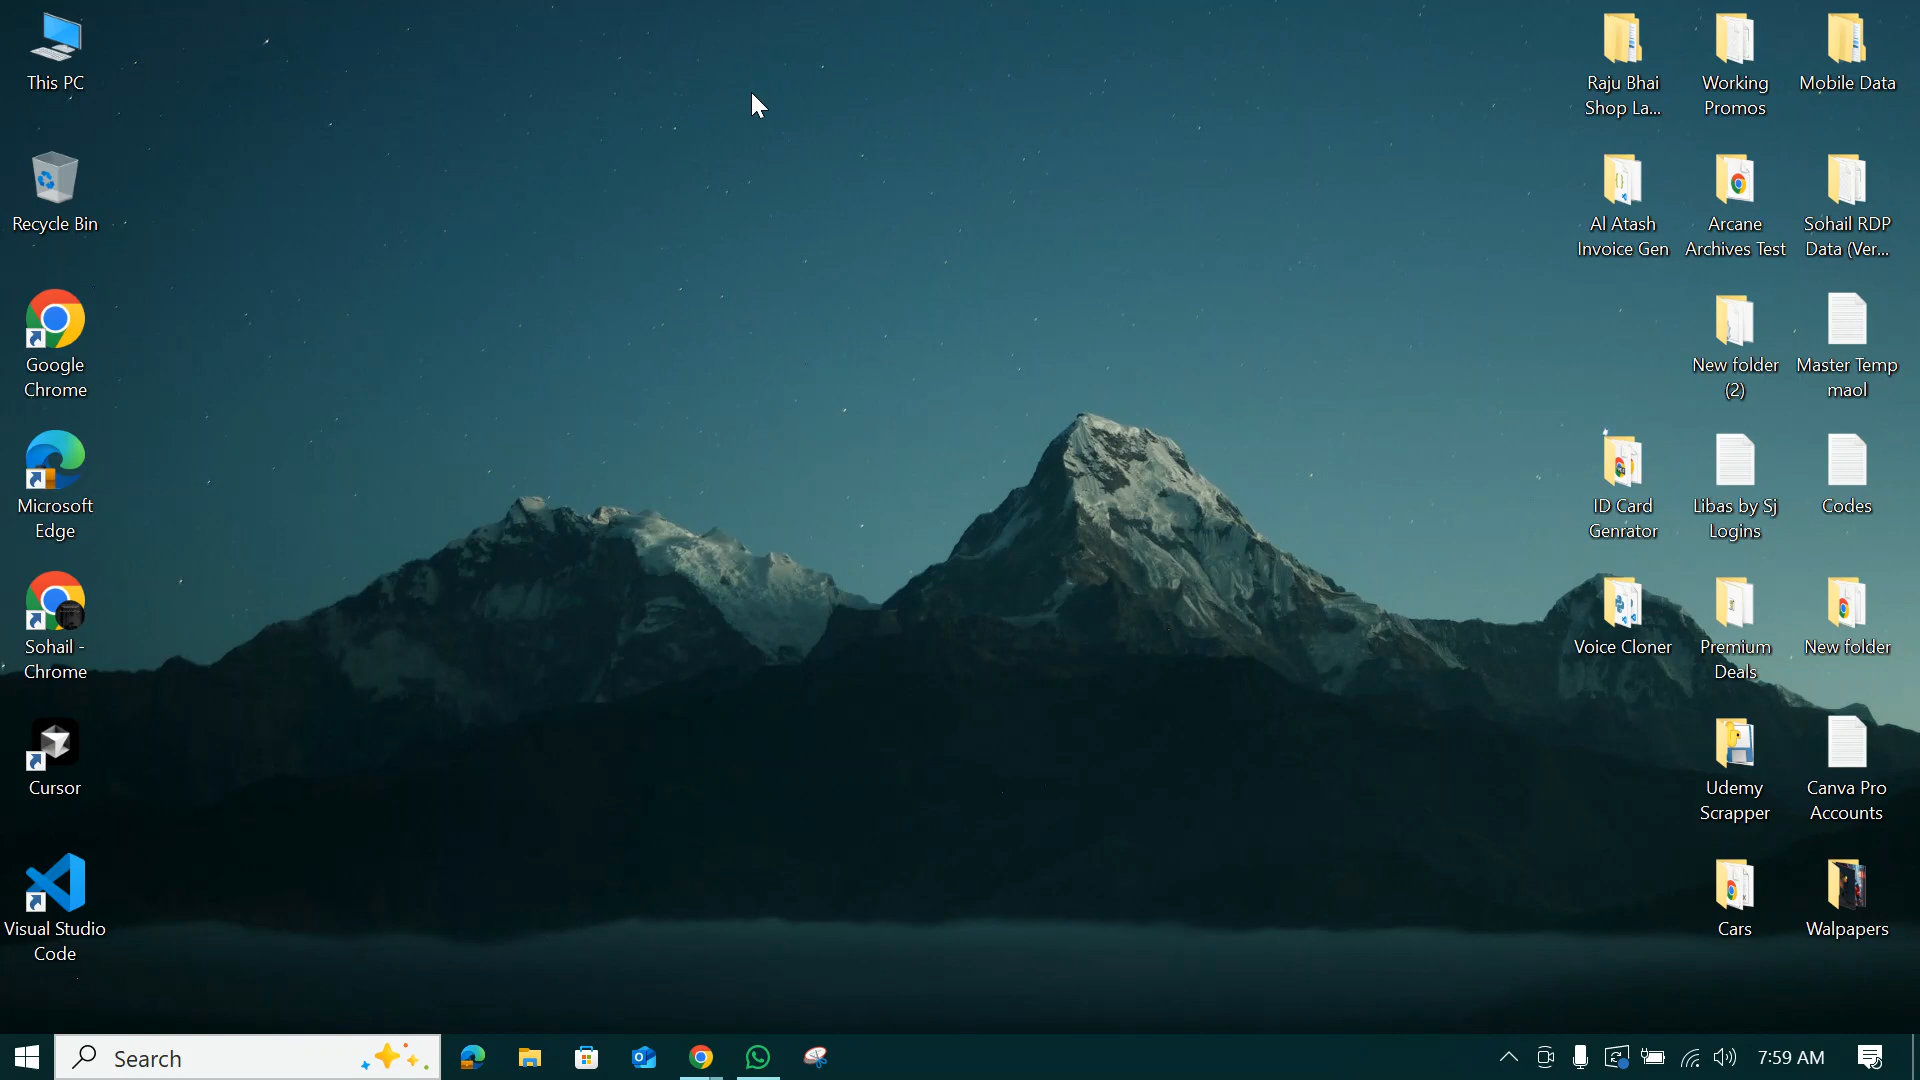 This PC
Recycle Bin
Google
Chrome
Microsoft
Edge
Sohail -
Chrome
Cursor
Visual Studio
Code
Raju Bhai
Shop La...
Working
Promos
Mobile Data
Al Atash
Invoice Gen
Arcane
Archives Test
Sohail RDP
Data (Ver...
New folder
(2)
Master Temp
maol
ID Card
Genrator
Libas by Sj
Logins
Codes
Voice Cloner
Premium
Deals
New folder
Udemy
Scrapper
Canva Pro
Accounts
Cars
Walpapers
Search
7:59 AM